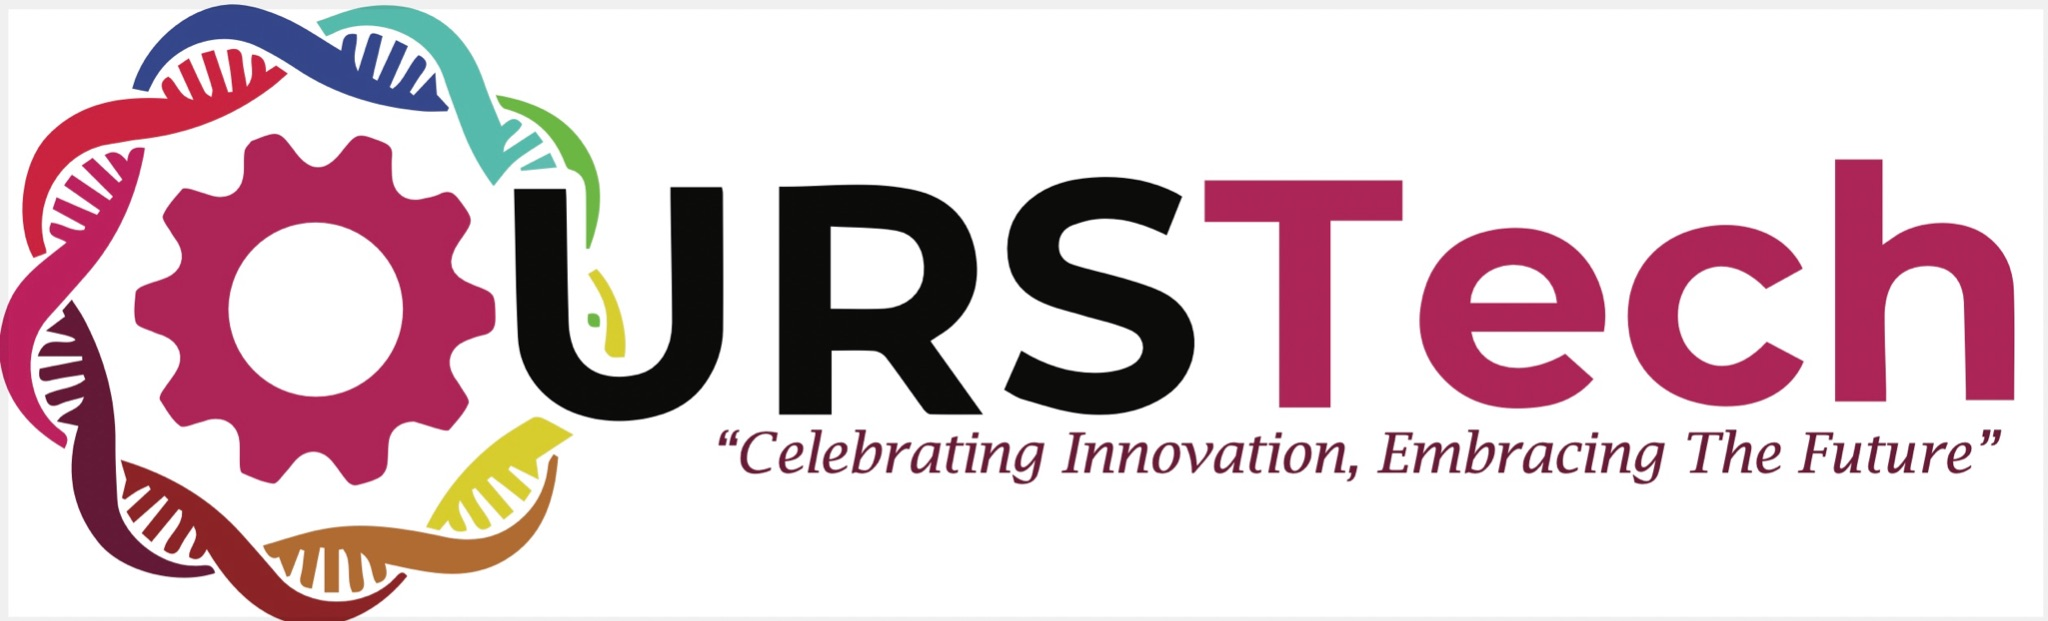 OURSTech
“Celebrating Innovation, Embracing The Future”